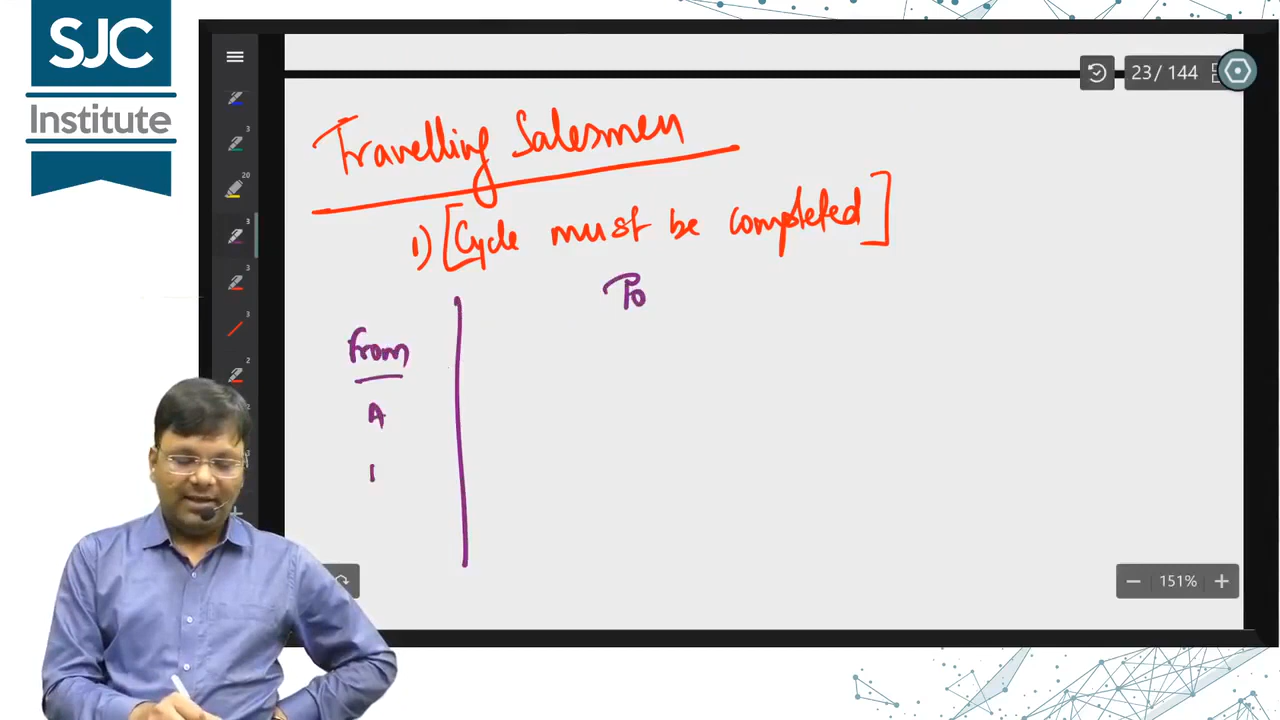 SJC
Institute
23 / 144
Travelling Salesmen
1) [Cycle must be completed]
To
From
A
151%